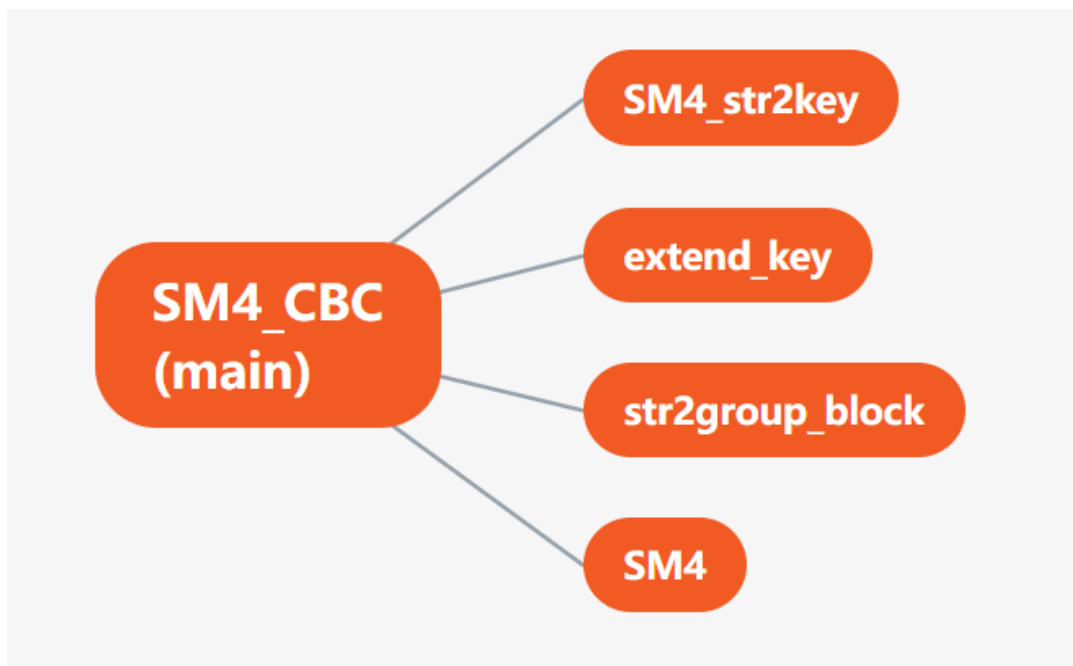 SM4_str2key
extend_key
SM4_CBC
(main)
str2group_block
SM4